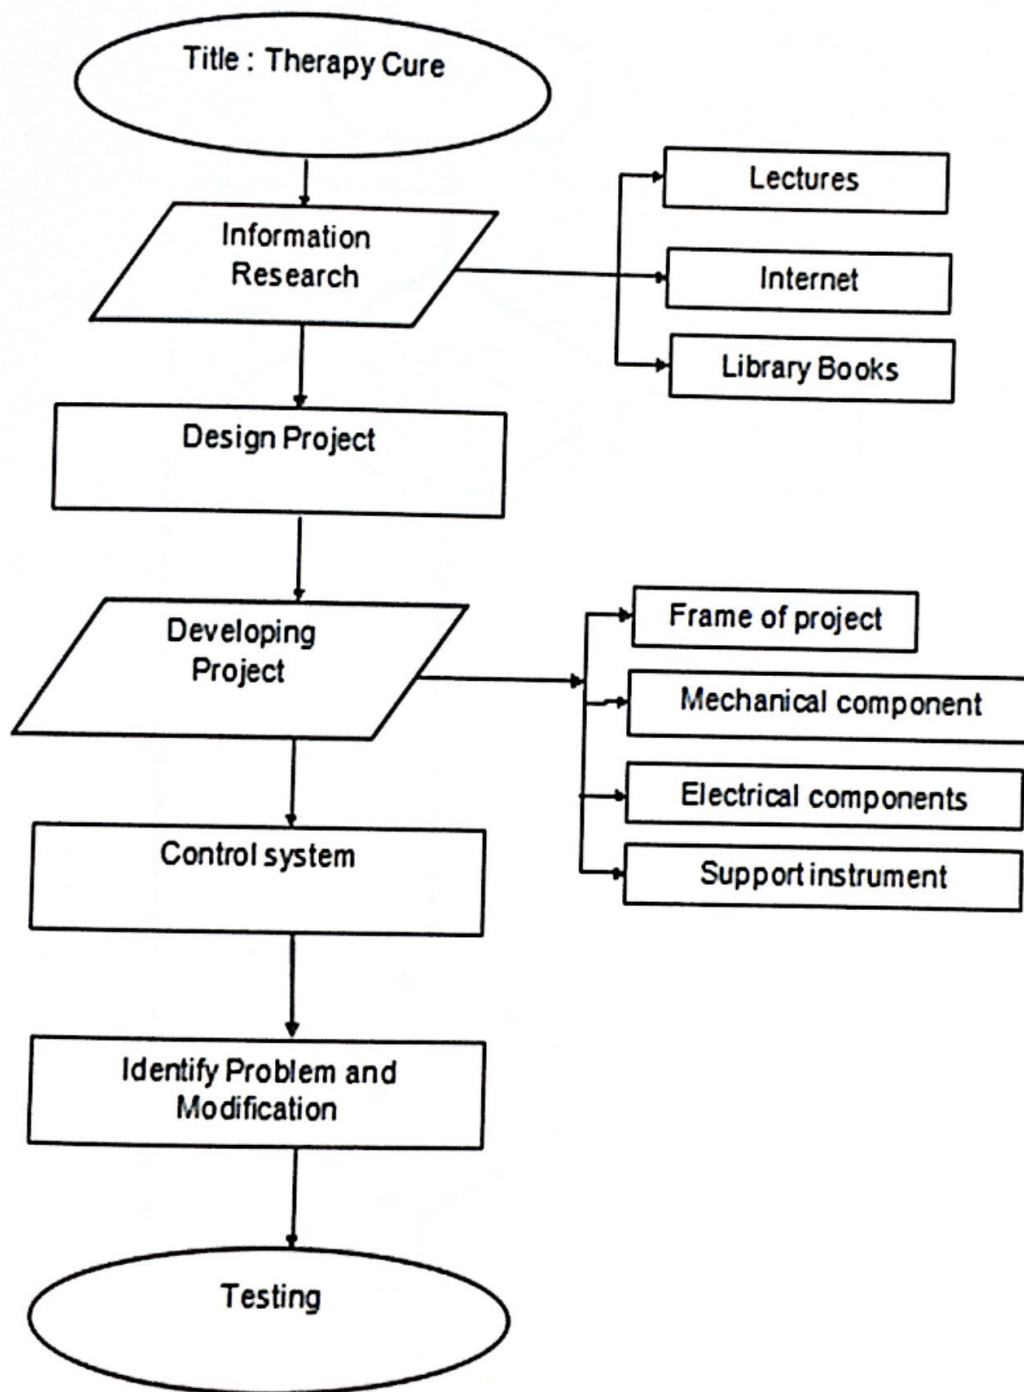 Title : Therapy Cure
Information
Research
Lectures
Internet
Library Books
Design Project
Developing
Project
Frame of project
Mechanical component
Electrical components
Support instrument
Control system
Identify Problem and
Modification
Testing